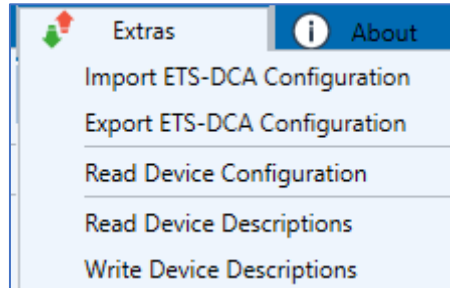 Extras
About
Import ETS-DCA Configuration
Export ETS-DCA Configuration
Read Device Configuration
Read Device Descriptions
Write Device Descriptions